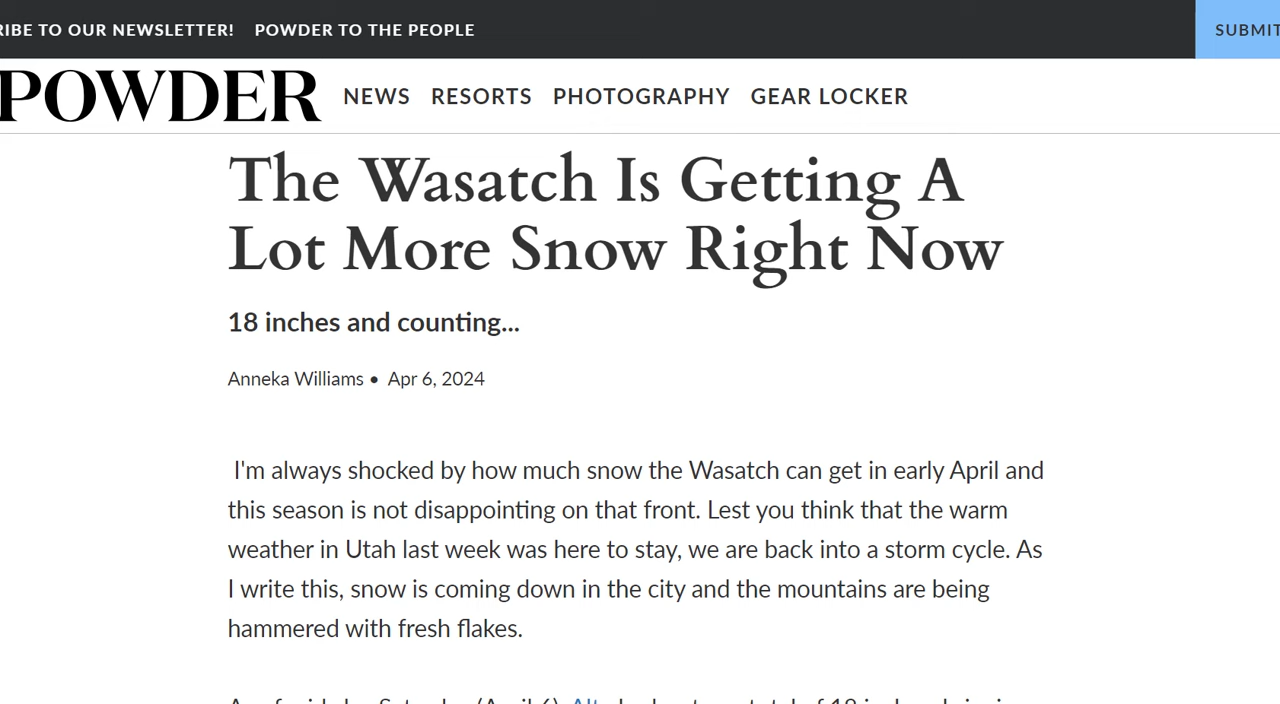 RIBE TO OUR NEWSLETTER! POWDER TO THE PEOPLE SUBMIT
POWDER NEWS RESORTS PHOTOGRAPHY GEAR LOCKER
The Wasatch Is Getting A
Lot More Snow Right Now
18 inches and counting...
Anneka Williams • Apr 6, 2024
I'm always shocked by how much snow the Wasatch can get in early April and
this season is not disappointing on that front. Lest you think that the warm
weather in Utah last week was here to stay, we are back into a storm cycle. As
I write this, snow is coming down in the city and the mountains are being
hammered with fresh flakes.